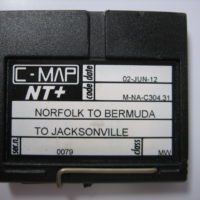 C-MAP
NT+
code date
02-JUN-12
M-NA-C304.31
NORFOLK TO BERMUDA
TO JACKSONVILLE
ser.n.
0079
class
MW